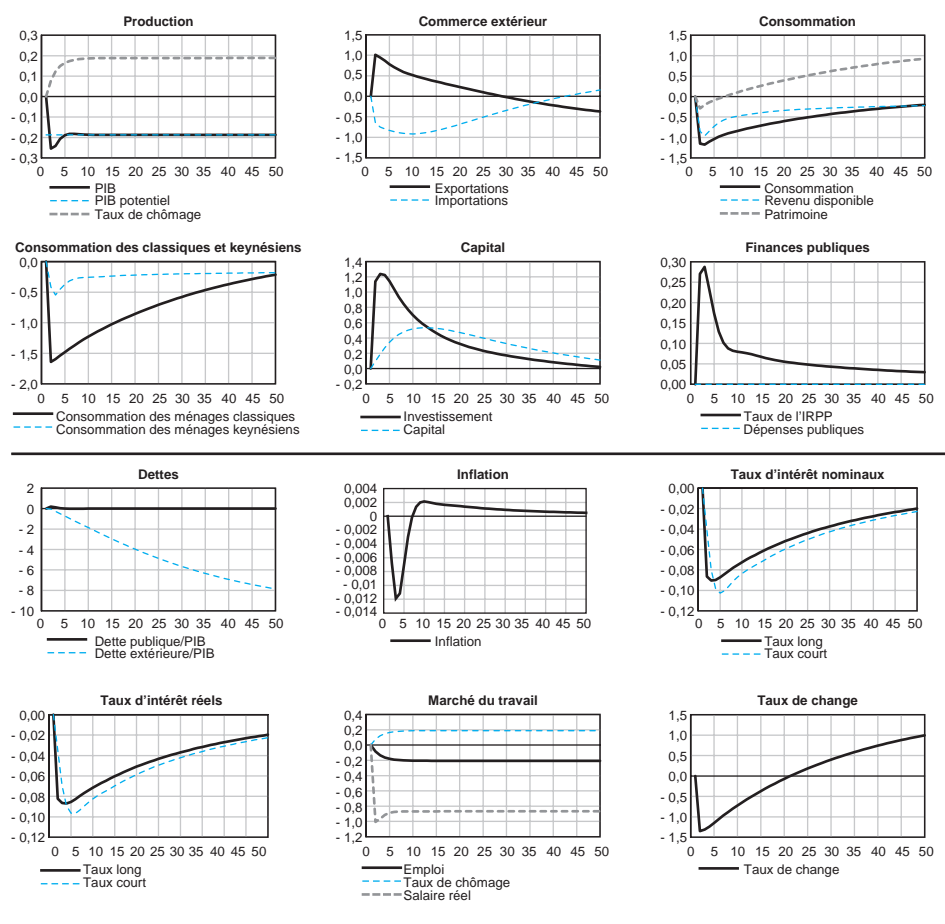 Production
0,3
0,2
0,1
0,0
- 0,1
- 0,2
- 0,3
0 5 10 15 20 25 30 35 40 45 50
PIB
PIB potentiel
Taux de chômage
Commerce extérieur
1,5
1,0
0,5
0,0
- 0,5
- 1,0
- 1,5
0 5 10 15 20 25 30 35 40 45 50
Exportations
Importations
Consommation
1,5
1,0
0,5
0,0
- 0,5
- 1,0
- 1,5
0 5 10 15 20 25 30 35 40 45 50
Consommation
Revenu disponible
Patrimoine
Consommation des classiques et keynésiens
0,0
- 0,5
- 1,0
- 1,5
- 2,0
0 5 10 15 20 25 30 35 40 45 50
Consommation des ménages classiques
Consommation des ménages keynésiens
Capital
1,4
1,2
1,0
0,8
0,6
0,4
0,2
0,0
- 0,2
0 5 10 15 20 25 30 35 40 45 50
Investissement
Capital
Finances publiques
0,30
0,25
0,20
0,15
0,10
0,05
0,00
0 5 10 15 20 25 30 35 40 45 50
Taux de l'IRPP
Dépenses publiques
Dettes
2
0
- 2
- 4
- 6
- 8
- 10
0 5 10 15 20 25 30 35 40 45 50
Dette publique/PIB
Dette extérieure/PIB
Inflation
0,004
0,002
0
- 0,002
- 0,004
- 0,006
- 0,008
- 0,01
- 0,012
- 0,014
0 5 10 15 20 25 30 35 40 45 50
Inflation
Taux d'intérêt nominaux
0,00
- 0,02
- 0,04
- 0,06
- 0,08
- 0,10
- 0,12
0 5 10 15 20 25 30 35 40 45 50
Taux long
Taux court
Taux d'intérêt réels
0,00
- 0,02
- 0,04
- 0,06
- 0,08
- 0,10
- 0,12
0 5 10 15 20 25 30 35 40 45 50
Taux long
Taux court
Marché du travail
0,4
0,2
0,0
- 0,2
- 0,4
- 0,6
- 0,8
- 1,0
- 1,2
0 5 10 15 20 25 30 35 40 45 50
Emploi
Taux de chômage
Salaire réel
Taux de change
1,5
1,0
0,5
0,0
- 0,5
- 1,0
- 1,5
0 5 10 15 20 25 30 35 40 45 50
Taux de change